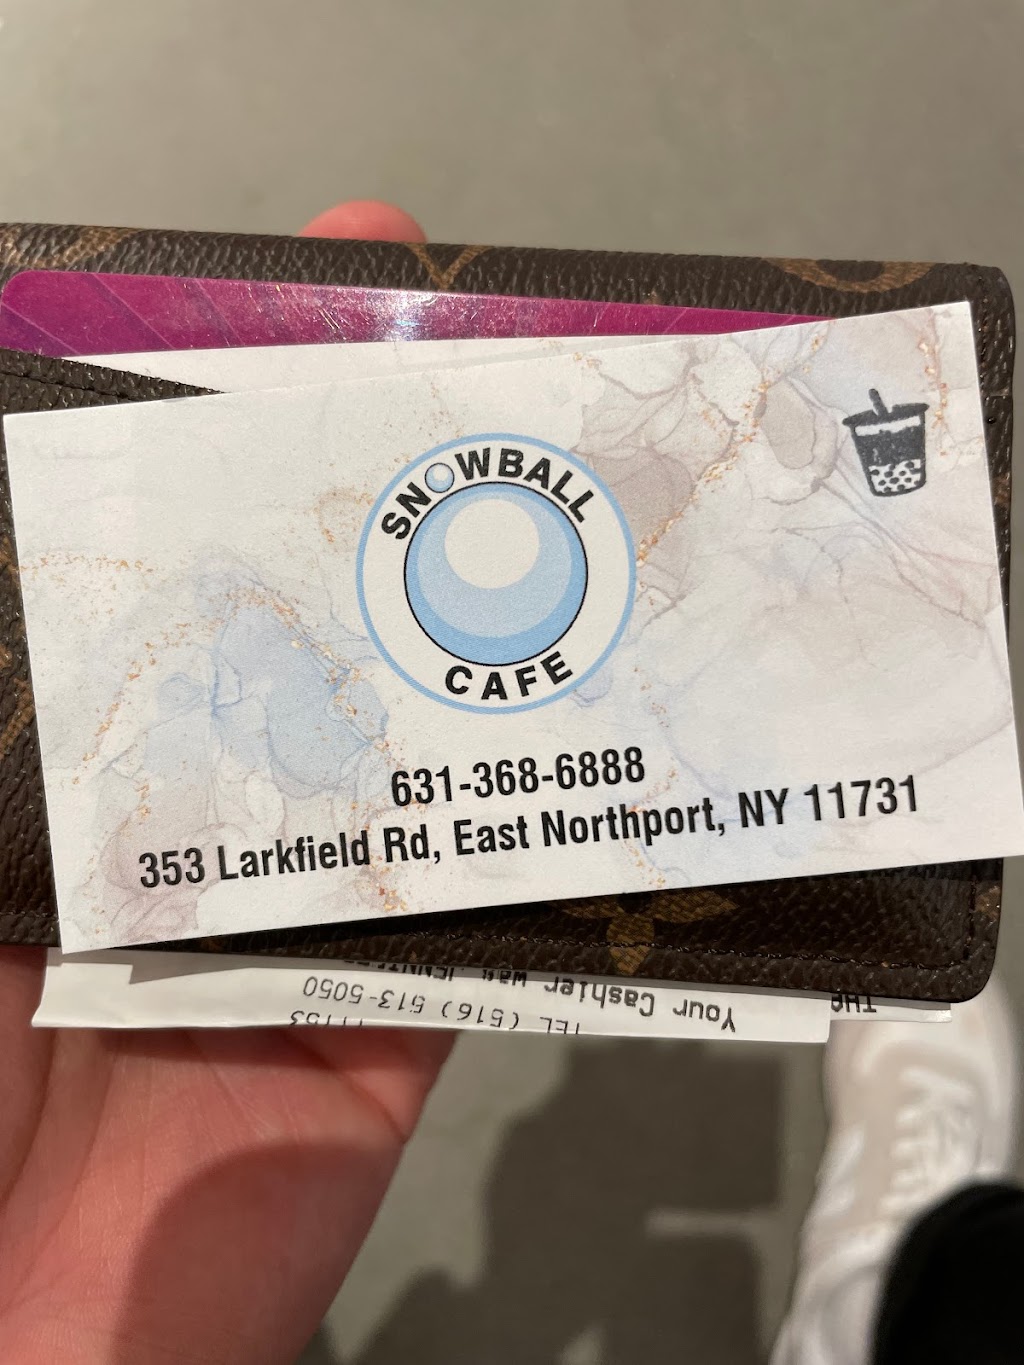 SNOWBALL
CAFE
631-368-6888
353 Larkfield Rd, East Northport, NY 11731
THE
Your Cashier was
TEL (516) 513-5050